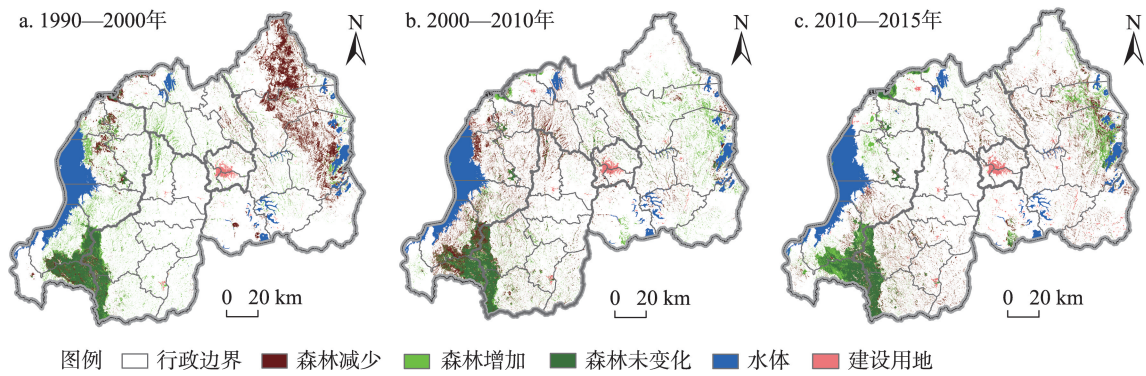 a. 1990—2000年
N
0 20 km
b. 2000—2010年
N
0 20 km
c. 2010—2015年
N
0 20 km
图例 行政边界 森林减少 森林增加 森林未变化 水体 建设用地